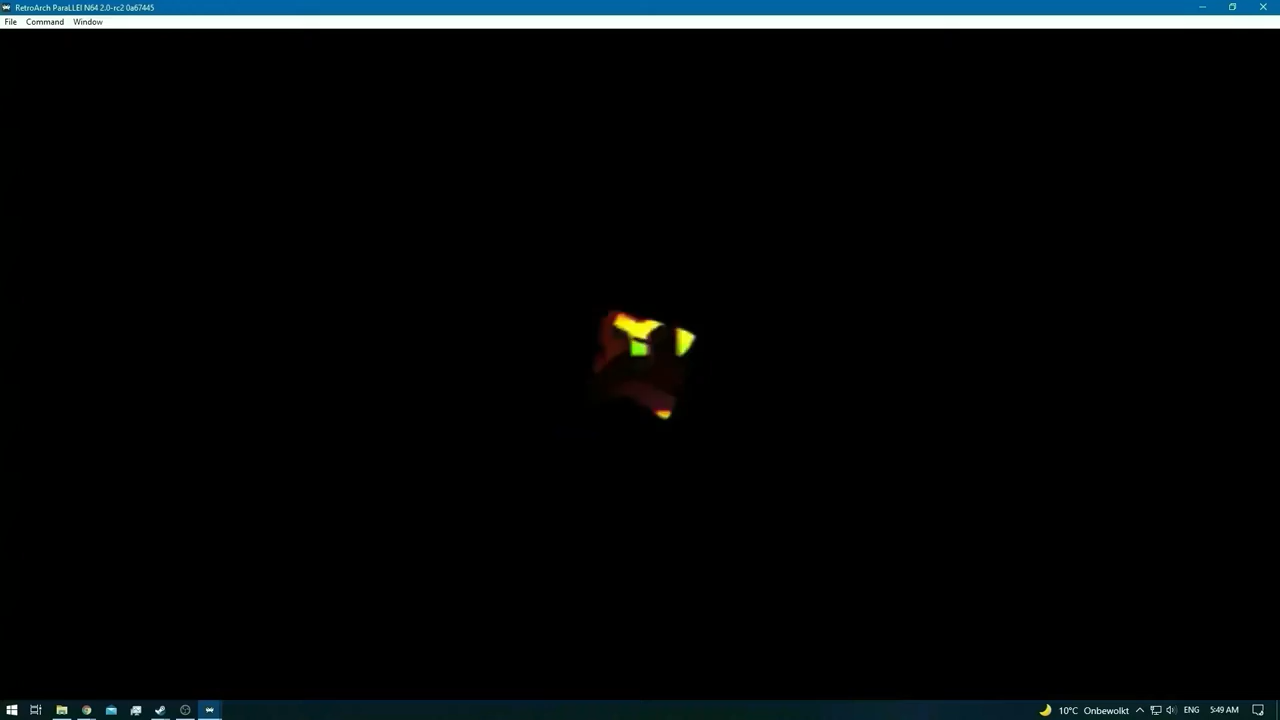 RetroArch ParaLLEl N64 2.0-rc2 0a67445
File Command Window
10°C Onbewolkt ENG 5:49 AM